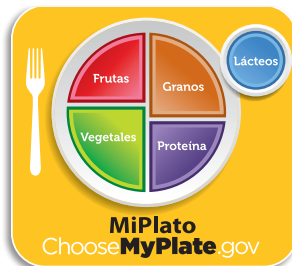 Lácteos
Frutas
Granos
Vegetales
Proteína
MiPlato
ChooseMyPlate.gov